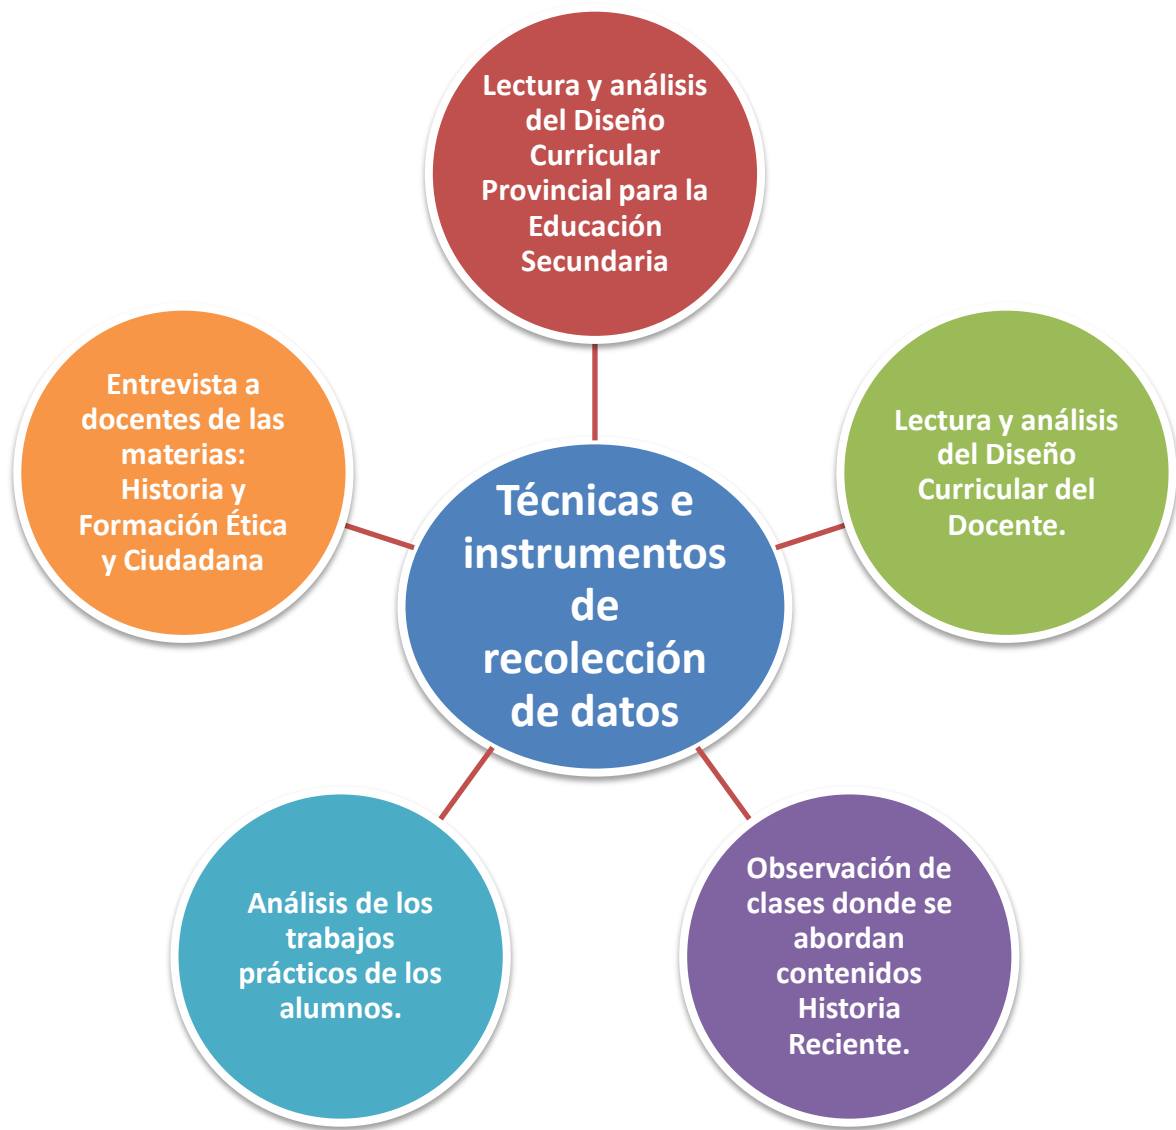 Lectura y análisis
del Diseño
Curricular
Provincial para la
Educación
Secundaria
Entrevista a
docentes de las
materias:
Historia y
Formación Ética
y Ciudadana
Lectura y análisis
del Diseño
Curricular del
Docente.
Técnicas e
instrumentos
de
recolección
de datos
Análisis de los
trabajos
prácticos de los
alumnos.
Observación de
clases donde se
abordan
contenidos
Historia
Reciente.